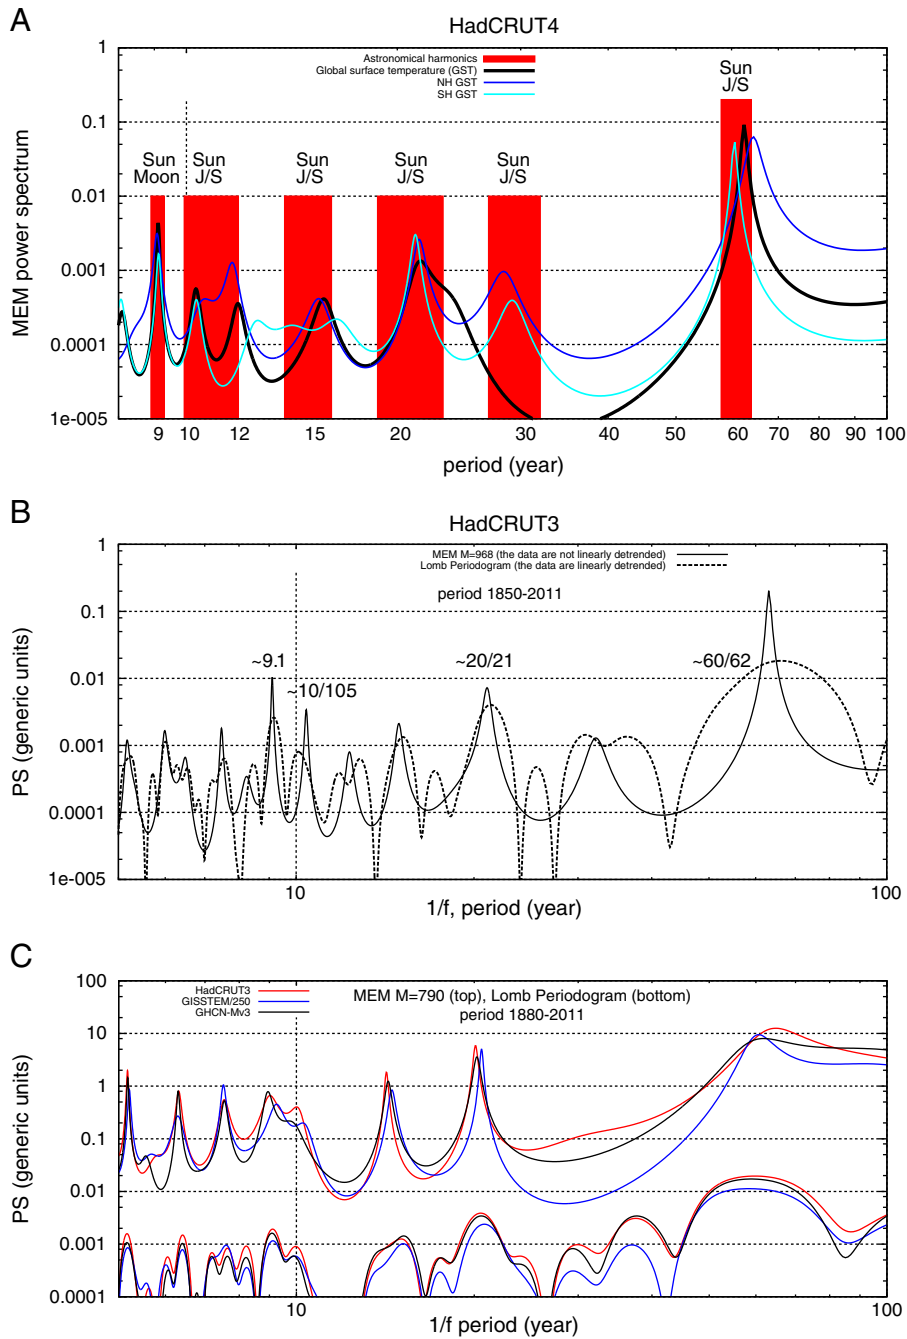 A
HadCRUT4
Astronomical harmonics
Global surface temperature (GST)
NH GST
SH GST
Sun
J/S
Sun
Moon
Sun
J/S
Sun
J/S
Sun
J/S
Sun
J/S
MEM power spectrum
1
0.1
0.01
0.001
0.0001
1e-005
9 10 12 15 20 30 40 50 60 70 80 90 100
period (year)
B
HadCRUT3
MEM M=968 (the data are not linearly detrended)
Lomb Periodogram (the data are linearly detrended)
period 1850-2011
~9.1
~10/105
~20/21
~60/62
PS (generic units)
1
0.1
0.01
0.001
0.0001
1e-005
10 100
1/f, period (year)
C
HadCRUT3
GISSTEM/250
GHCN-Mv3
MEM M=790 (top), Lomb Periodogram (bottom)
period 1880-2011
PS (generic units)
100
10
1
0.1
0.01
0.001
0.0001
10 100
1/f period (year)